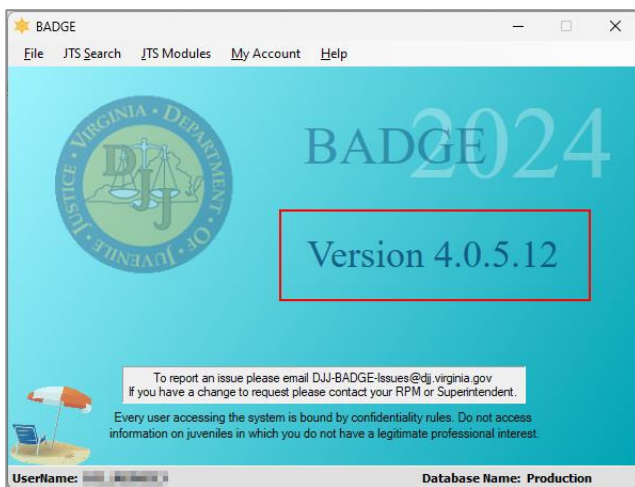 BADGE
File JTS Search JTS Modules My Account Help
VIRGINIA DEPARTMENT OF JUVENILE JUSTICE
DJJ
BADGE 2024
Version 4.0.5.12
To report an issue please email DJJ-BADGE-Issues@djj.virginia.gov
If you have a change to request please contact your RPM or Superintendent.
Every user accessing the system is bound by confidentiality rules. Do not access
information on juveniles in which you do not have a legitimate professional interest.
UserName: Database Name: Production